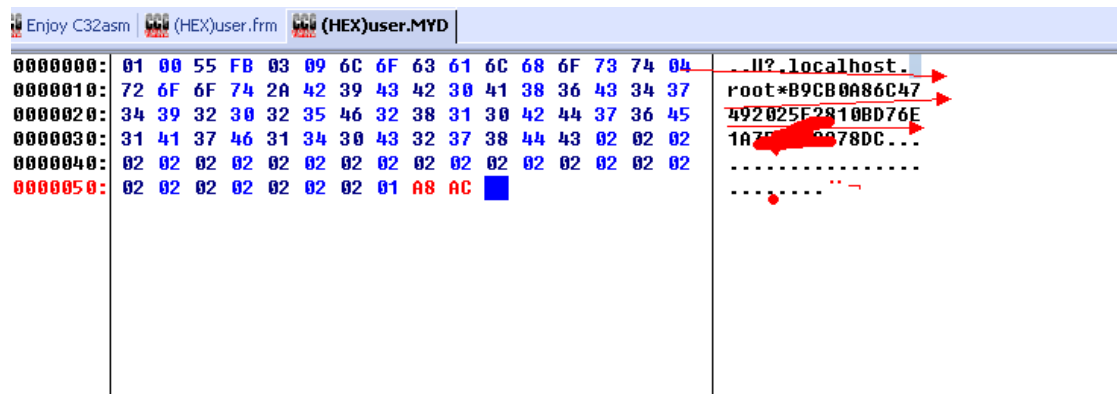 Enjoy C32asm (HEX)user.frm (HEX)user.MYD
0000000: 01 00 55 FB 03 09 6C 6F 63 61 6C 68 6F 73 74 04 ..U?.localhost.
0000010: 72 6F 6F 74 2A 42 39 43 42 30 41 38 36 43 34 37 root*B9CB0A86C47
0000020: 34 39 32 30 32 35 46 32 38 31 30 42 44 37 36 45 492025F2810BD76E
0000030: 31 41 37 46 31 34 30 43 32 37 38 44 43 02 02 02 1A7 78DC...
0000040: 02 02 02 02 02 02 02 02 02 02 02 02 02 02 02 02 ................
0000050: 02 02 02 02 02 02 02 01 A8 AC ........¨¬